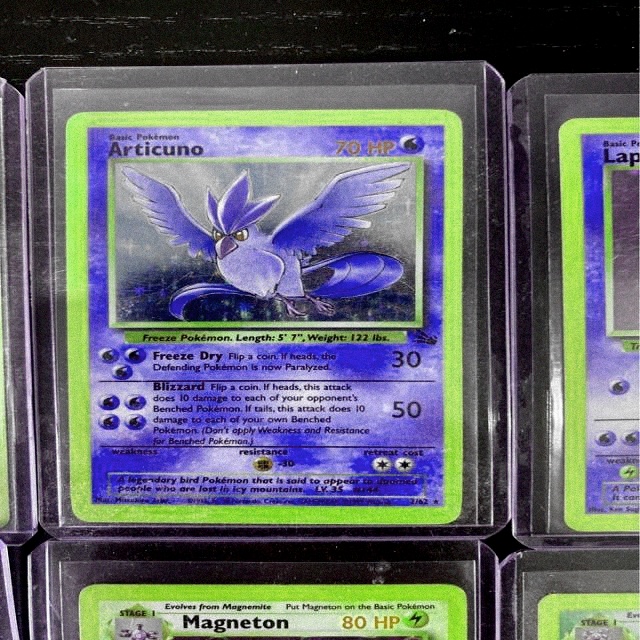 Basic Pokémon
Articuno
70 HP
Freeze Pokémon. Length: 5' 7", Weight: 122 lbs.
Freeze Dry Flip a coin. If heads, the
Defending Pokémon is now Paralyzed.
30
Blizzard Flip a coin. If heads, this attack
does 10 damage to each of your opponent's
Benched Pokémon. If tails, this attack does 10
damage to each of your own Benched
Pokémon. (Don't apply Weakness and Resistance
for Benched Pokémon.)
50
weakness
resistance
-30
retreat cost
A legendary bird Pokémon that is said to appear to doomed
people who are lost in icy mountains. LV. 35 #144
2/62
Basic
Lap
A
is
Illus. Ken
STAGE 1
Evolves from Magnemite
Put Magneton on the Basic Pokémon
Magneton
80 HP
STAGE 1